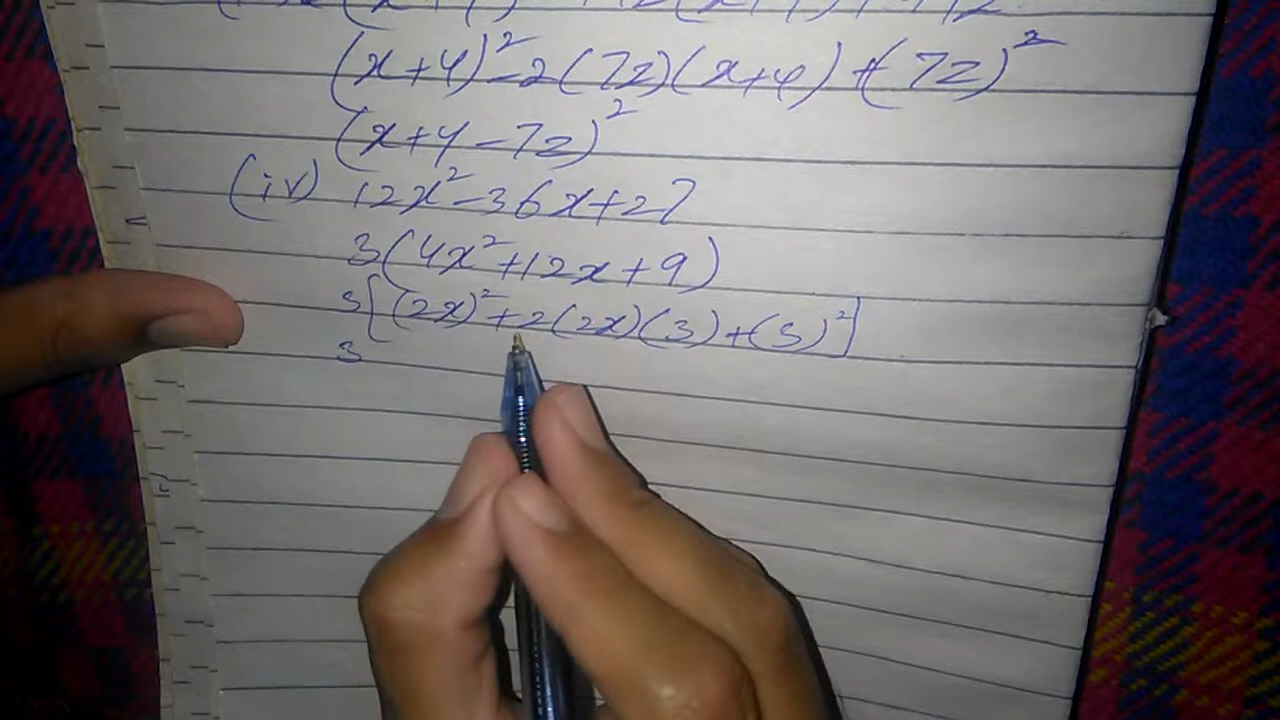 (x+4)² - 2(7z)(x+4) + (7z)²
(x+4-7z)²
(iv) 12x² - 36x + 27
3(4x² + 12x + 9)
3[(2x)² + 2(2x)(3) + (3)²]
3